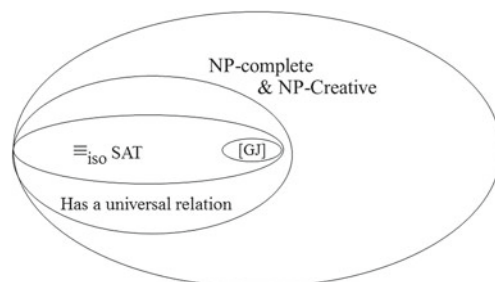 NP-complete
& NP-Creative
≡iso SAT
[GJ]
Has a universal relation